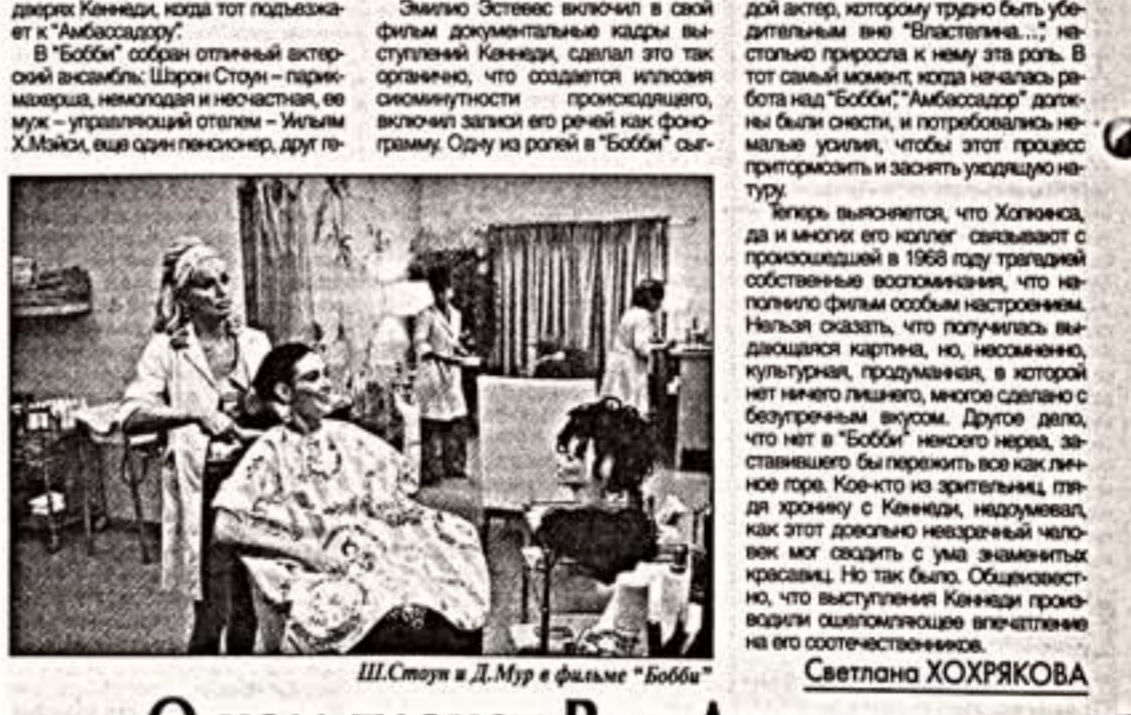 дверях Кеннеди, когда тот подъезжа-
ет к "Амбассадору".
В "Бобби" собран отличный актер-
ский ансамбль: Шэрон Стоун – парик-
махерша, немолодая и несчастная, ее
муж – управляющий отелем – Уильям
Х.Мэйси, еще один пенсионер, друг ге-
Эмилио Эстевес включил в свой
фильм документальные кадры вы-
ступлений Кеннеди, сделал это так
органично, что создается иллюзия
сиюминутности происходящего,
включил записи его речей как фоно-
грамму. Одну из ролей в "Бобби" сыг-
дой актер, которому трудно быть убе-
дительным вне "Властелина...", на-
столько приросла к нему эта роль. В
тот самый момент, когда началась ра-
бота над "Бобби", "Амбассадор" долж-
ны были снести, и потребовались не-
малые усилия, чтобы этот процесс
притормозить и заснять уходящую на-
туру.
Теперь выясняется, что Хопкинса,
да и многих его коллег связывают с
произошедшей в 1968 году трагедией
собственные воспоминания, что на-
полнило фильм особым настроением.
Нельзя сказать, что получилась вы-
дающаяся картина, но, несомненно,
культурная, продуманная, в которой
нет ничего лишнего, многое сделано с
безупречным вкусом. Другое дело,
что нет в "Бобби" некоего нерва, за-
ставившего бы пережить все как лич-
ное горе. Кое-кто из зрительниц, гля-
дя хронику с Кеннеди, недоумевал,
как этот довольно невзрачный чело-
век мог сводить с ума знаменитых
красавиц. Но так было. Общеизвест-
но, что выступления Кеннеди произ-
водили ошеломляющее впечатление
на его соотечественников.
Светлана ХОХРЯКОВА
Ш.Стоун и Д.Мур в фильме "Бобби"